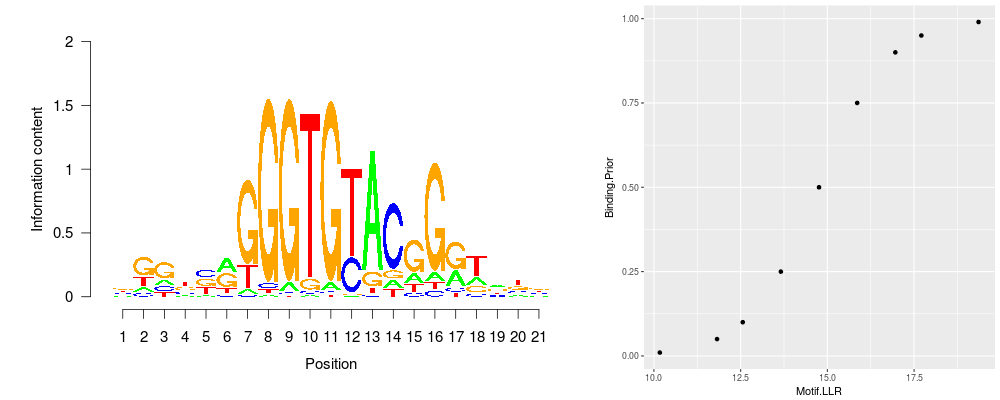 2
1.5
1
0.5
0
Information content
1 2 3 4 5 6 7 8 9 10 11 12 13 14 15 16 17 18 19 20 21
Position
G G A G G G T G T A C G G G T
1.00
0.75
0.50
0.25
0.00
Binding.Prior
10.0 12.5 15.0 17.5
Motif.LLR